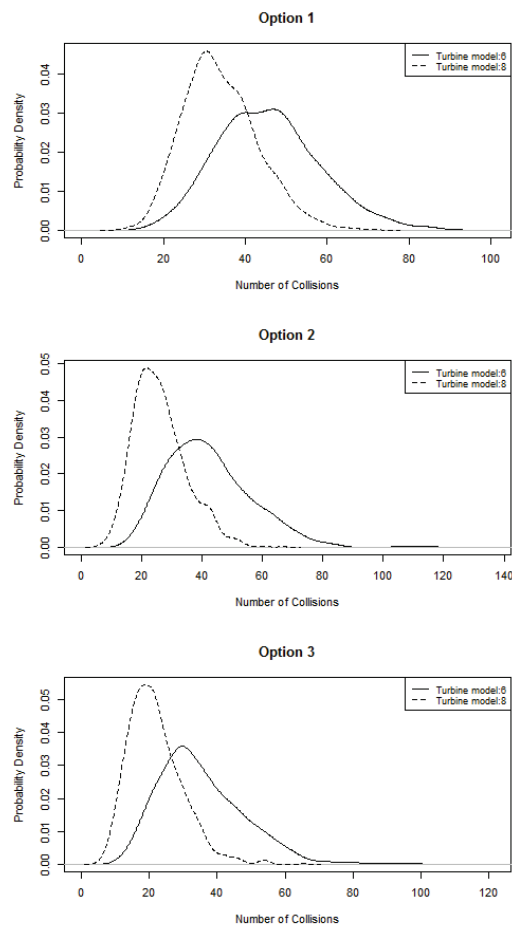 Option 1
Turbine model:6
Turbine model:8
Probability Density
0.00 0.01 0.02 0.03 0.04
0 20 40 60 80 100
Number of Collisions
Option 2
Turbine model:6
Turbine model:8
Probability Density
0.00 0.01 0.02 0.03 0.04 0.05
0 20 40 60 80 100 120 140
Number of Collisions
Option 3
Turbine model:6
Turbine model:8
Probability Density
0.00 0.01 0.02 0.03 0.04 0.05
0 20 40 60 80 100 120
Number of Collisions